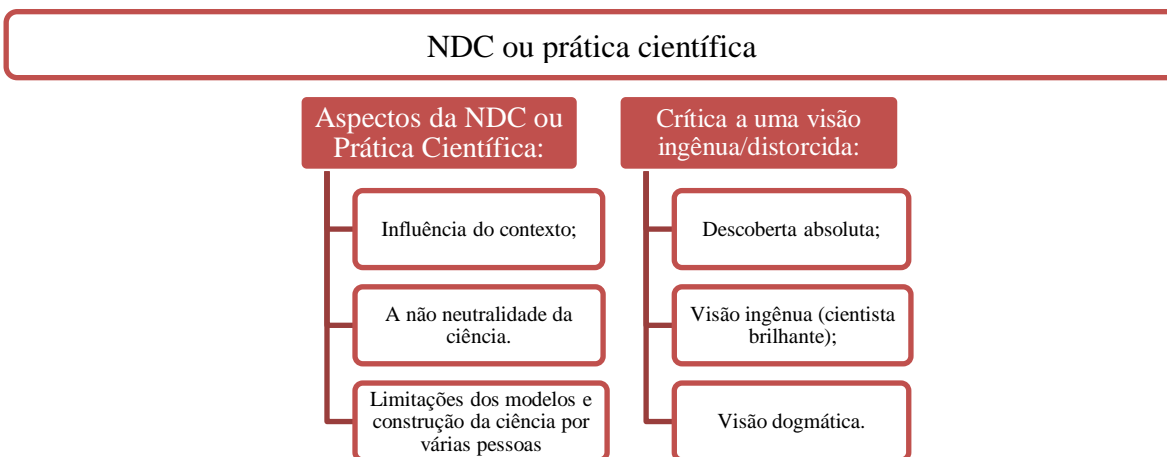 NDC ou prática científica
Aspectos da NDC ou
Prática Científica:
Influência do contexto;
A não neutralidade da
ciência.
Limitações dos modelos e
construção da ciência por
várias pessoas
Crítica a uma visão
ingênua/distorcida:
Descoberta absoluta;
Visão ingênua (cientista
brilhante);
Visão dogmática.